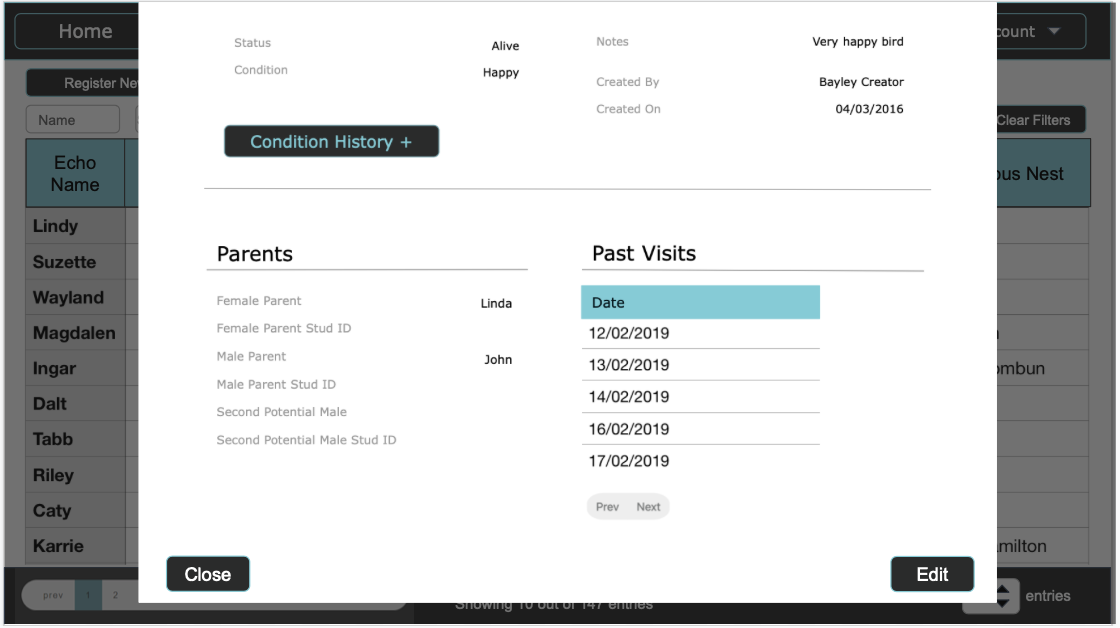 Home
count
Register Ne
Name
Clear Filters
Echo
Name
ous Nest
Lindy
Suzette
Wayland
Magdalen
Ingar
ombun
Dalt
Tabb
Riley
Caty
Karrie
milton
prev 1 2
Showing 10 out of 147 entries
entries
Status Alive
Condition Happy
Notes Very happy bird
Created By Bayley Creator
Created On 04/03/2016
Condition History +
Parents
Female Parent Linda
Female Parent Stud ID
Male Parent John
Male Parent Stud ID
Second Potential Male
Second Potential Male Stud ID
Past Visits
Date
12/02/2019
13/02/2019
14/02/2019
16/02/2019
17/02/2019
Prev Next
Close
Edit